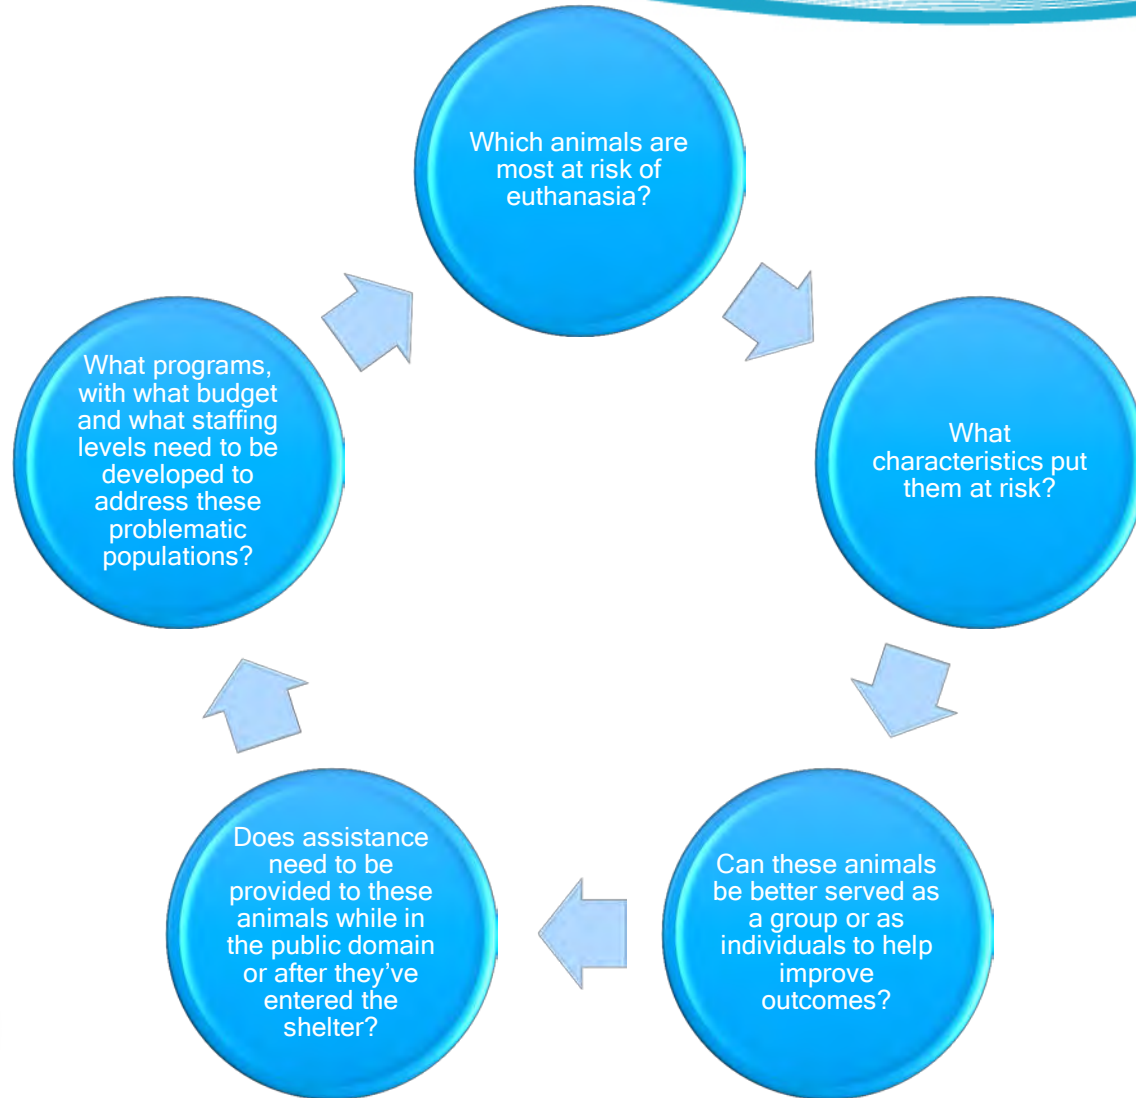 Which animals are
most at risk of
euthanasia?
What
characteristics put
them at risk?
Can these animals
be better served as
a group or as
individuals to help
improve
outcomes?
Does assistance
need to be
provided to these
animals while in
the public domain
or after they’ve
entered the
shelter?
What programs,
with what budget
and what staffing
levels need to be
developed to
address these
problematic
populations?